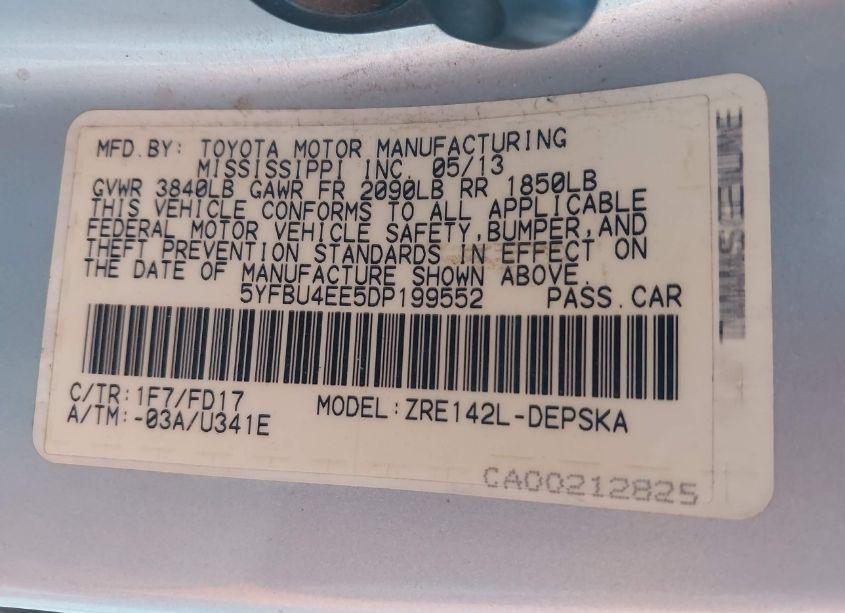 MFD.BY: TOYOTA MOTOR MANUFACTURING
MISSISSIPPI INC. 05/13
GVWR 3840LB GAWR FR 2090LB RR 1850LB
THIS VEHICLE CONFORMS TO ALL APPLICABLE
FEDERAL MOTOR VEHICLE SAFETY,BUMPER,AND
THEFT PREVENTION STANDARDS IN EFFECT ON
THE DATE OF MANUFACTURE SHOWN ABOVE.
5YFBU4EE5DP199552 PASS.CAR
C/TR:1F7/FD17
A/TM:-03A/U341E
MODEL:ZRE142L-DEPSKA
CA00212825